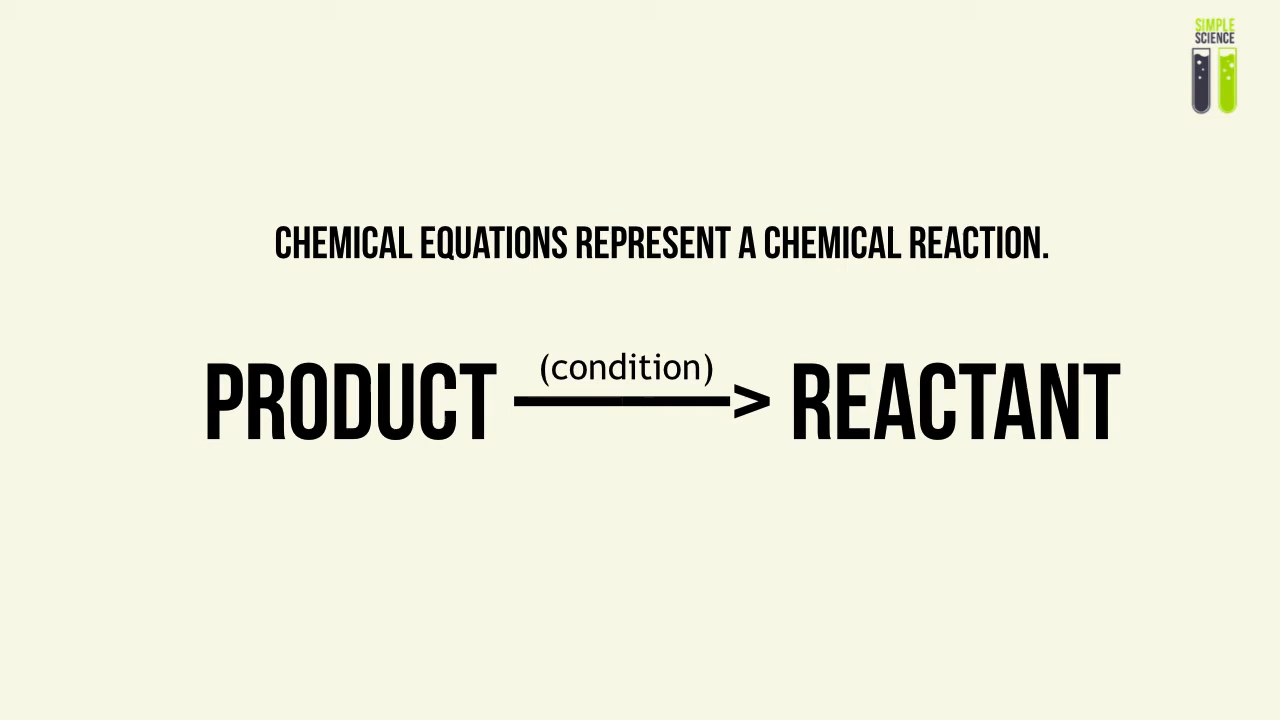 SIMPLE
SCIENCE
CHEMICAL EQUATIONS REPRESENT A CHEMICAL REACTION.
PRODUCT (condition) > REACTANT